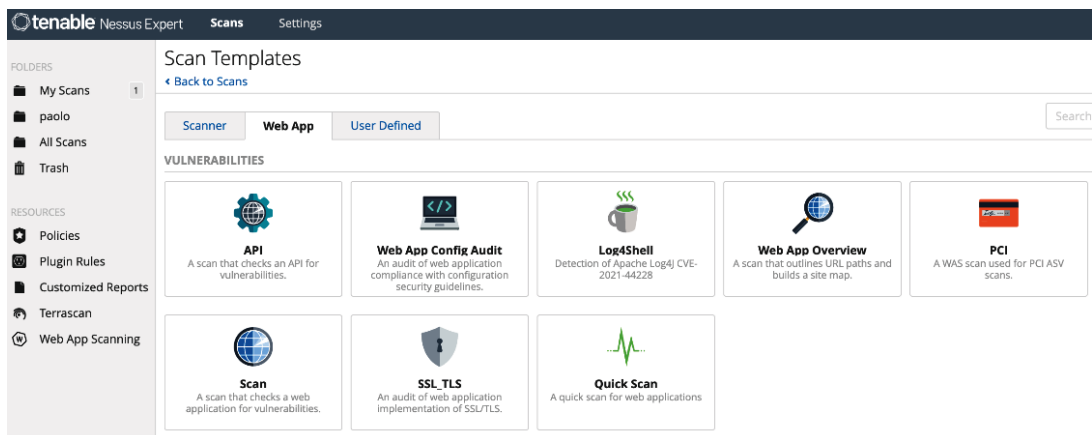 tenable Nessus Expert Scans Settings
FOLDERS
My Scans 1
paolo
All Scans
Trash
RESOURCES
Policies
Plugin Rules
Customized Reports
Terrascan
Web App Scanning
Scan Templates
Back to Scans
Scanner Web App User Defined
Search
VULNERABILITIES
API
A scan that checks an API for
vulnerabilities.
Web App Config Audit
An audit of web application
compliance with configuration
security guidelines.
Log4Shell
Detection of Apache Log4J CVE-
2021-44228
Web App Overview
A scan that outlines URL paths and
builds a site map.
PCI
A WAS scan used for PCI ASV
scans.
Scan
A scan that checks a web
application for vulnerabilities.
SSL_TLS
An audit of web application
implementation of SSL/TLS.
Quick Scan
A quick scan for web applications